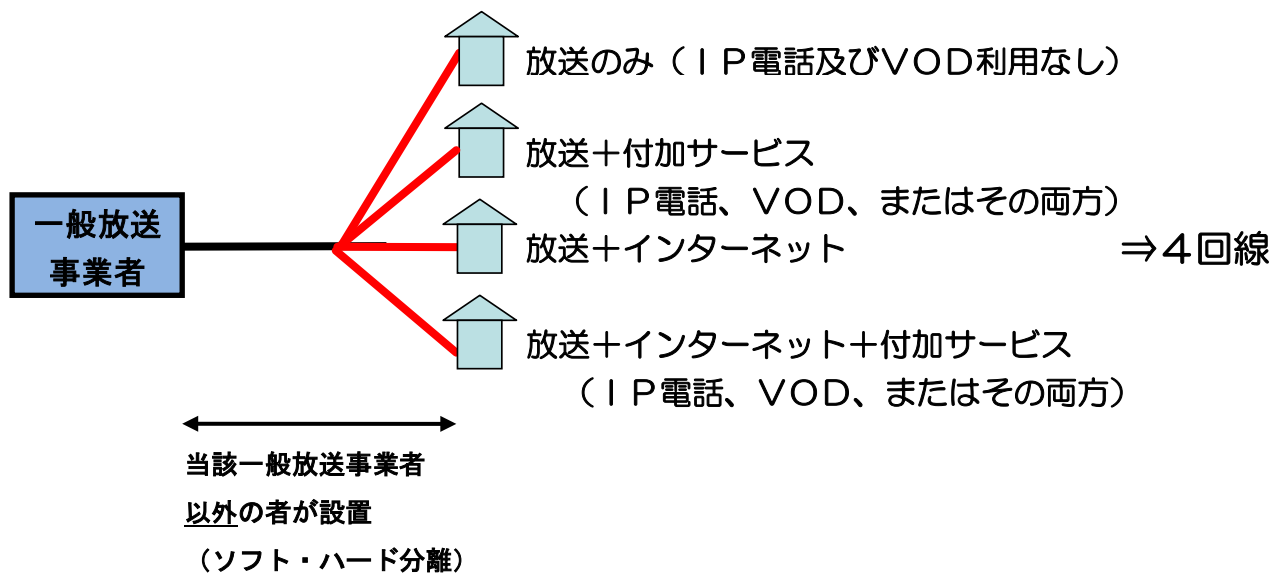 放送のみ（ＩＰ電話及びＶＯＤ利用なし）
放送＋付加サービス
（ＩＰ電話、ＶＯＤ、またはその両方）
一般放送
事業者
放送＋インターネット
⇒４回線
放送＋インターネット＋付加サービス
（ＩＰ電話、ＶＯＤ、またはその両方）
当該一般放送事業者
以外の者が設置
（ソフト・ハード分離）